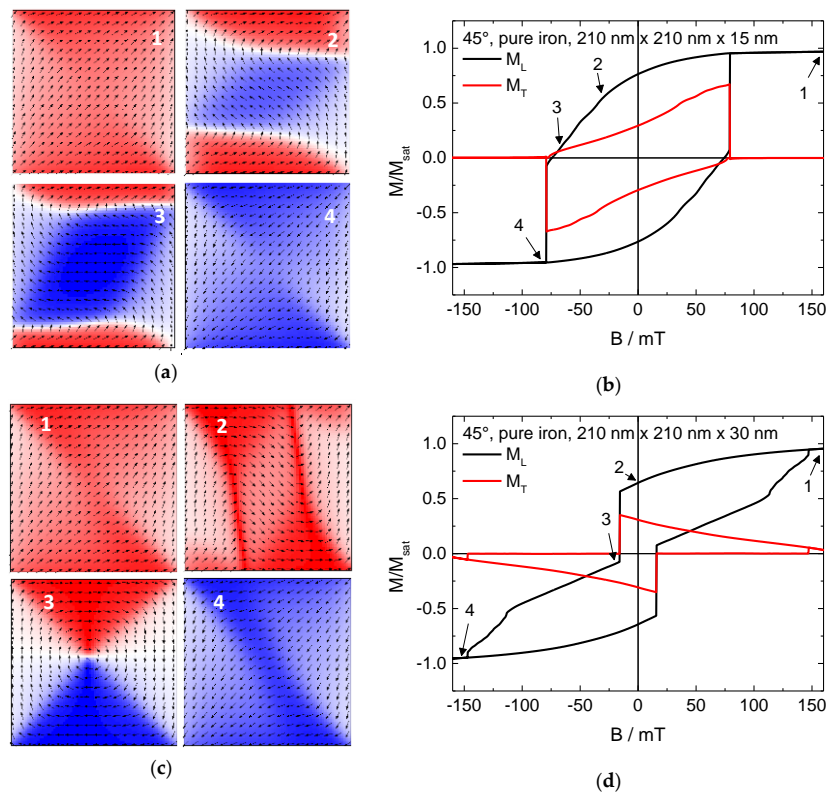 1
2
3
4
(a)
45°, pure iron, 210 nm x 210 nm x 15 nm
M_L
M_T
1
2
3
4
M/M_sat
1.0
0.5
0.0
-0.5
-1.0
-150 -100 -50 0 50 100 150
B / mT
(b)
1
2
3
4
(c)
45°, pure iron, 210 nm x 210 nm x 30 nm
M_L
M_T
1
2
3
4
M/M_sat
1.0
0.5
0.0
-0.5
-1.0
-150 -100 -50 0 50 100 150
B / mT
(d)